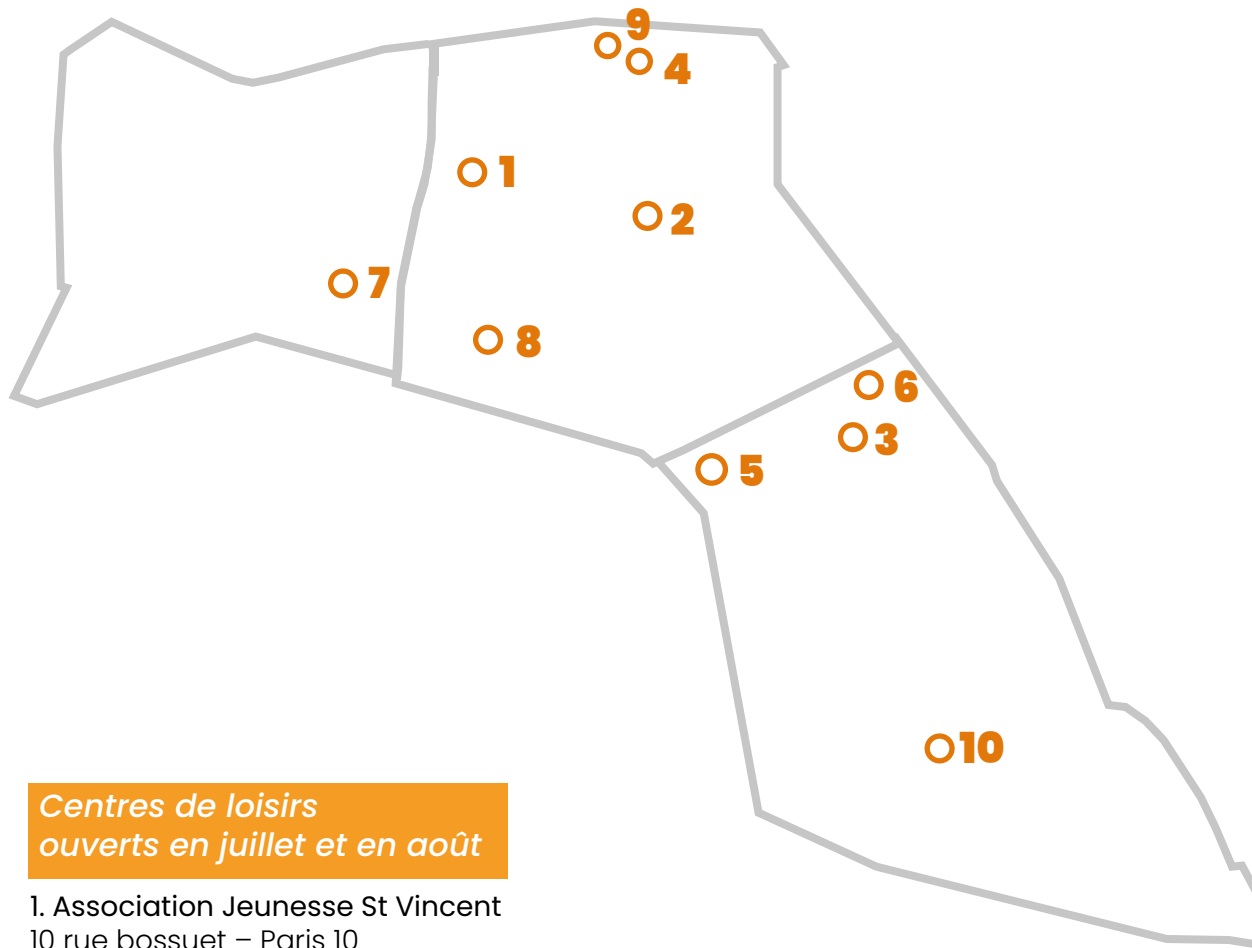 9
4
1
2
7
8
6
3
5
10
Centres de loisirs
ouverts en juillet et en août
1. Association Jeunesse St Vincent
10 rue bossuet – Paris 10